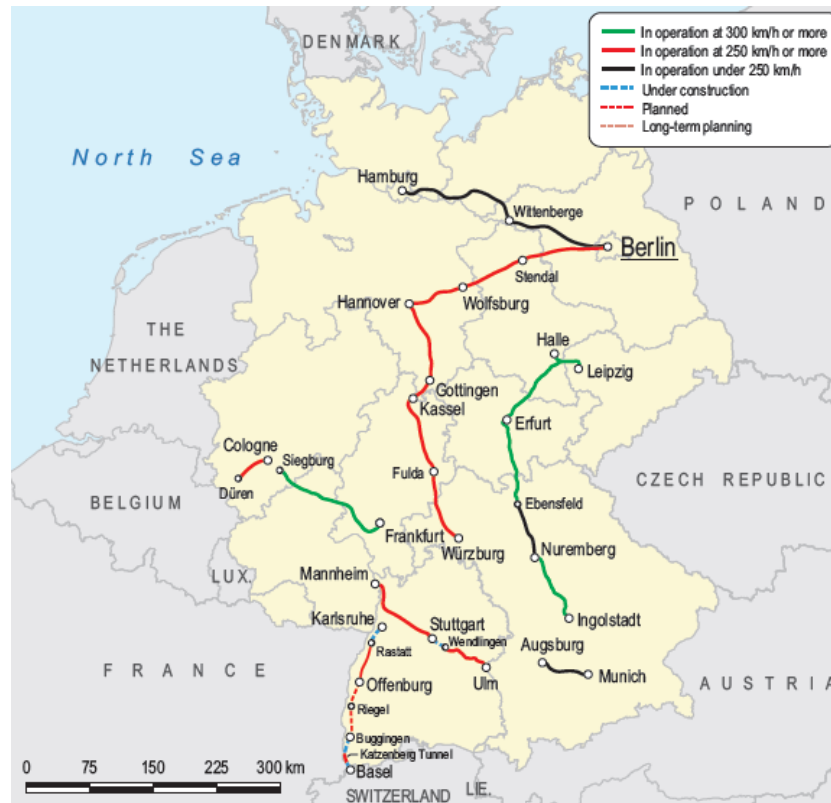 DENMARK
In operation at 300 km/h or more
In operation at 250 km/h or more
In operation under 250 km/h
Under construction
Planned
Long-term planning
North Sea
Hamburg
Wittenberge
POLAND
Berlin
Stendal
Hannover
Wolfsburg
THE
NETHERLANDS
Halle
Leipzig
Gottingen
Kassel
Erfurt
Cologne
Siegburg
Fulda
CZECH REPUBLIC
Düren
BELGIUM
Ebensfeld
Frankfurt
Würzburg
Nuremberg
LUX.
Mannheim
Karlsruhe
Stuttgart
Ingolstadt
Wendlingen
Rastatt
Augsburg
FRANCE
Offenburg
Ulm
Munich
AUSTRIA
Riegel
Buggingen
Katzenberg Tunnel
Basel
0 75 150 225 300 km
SWITZERLAND
LIE.